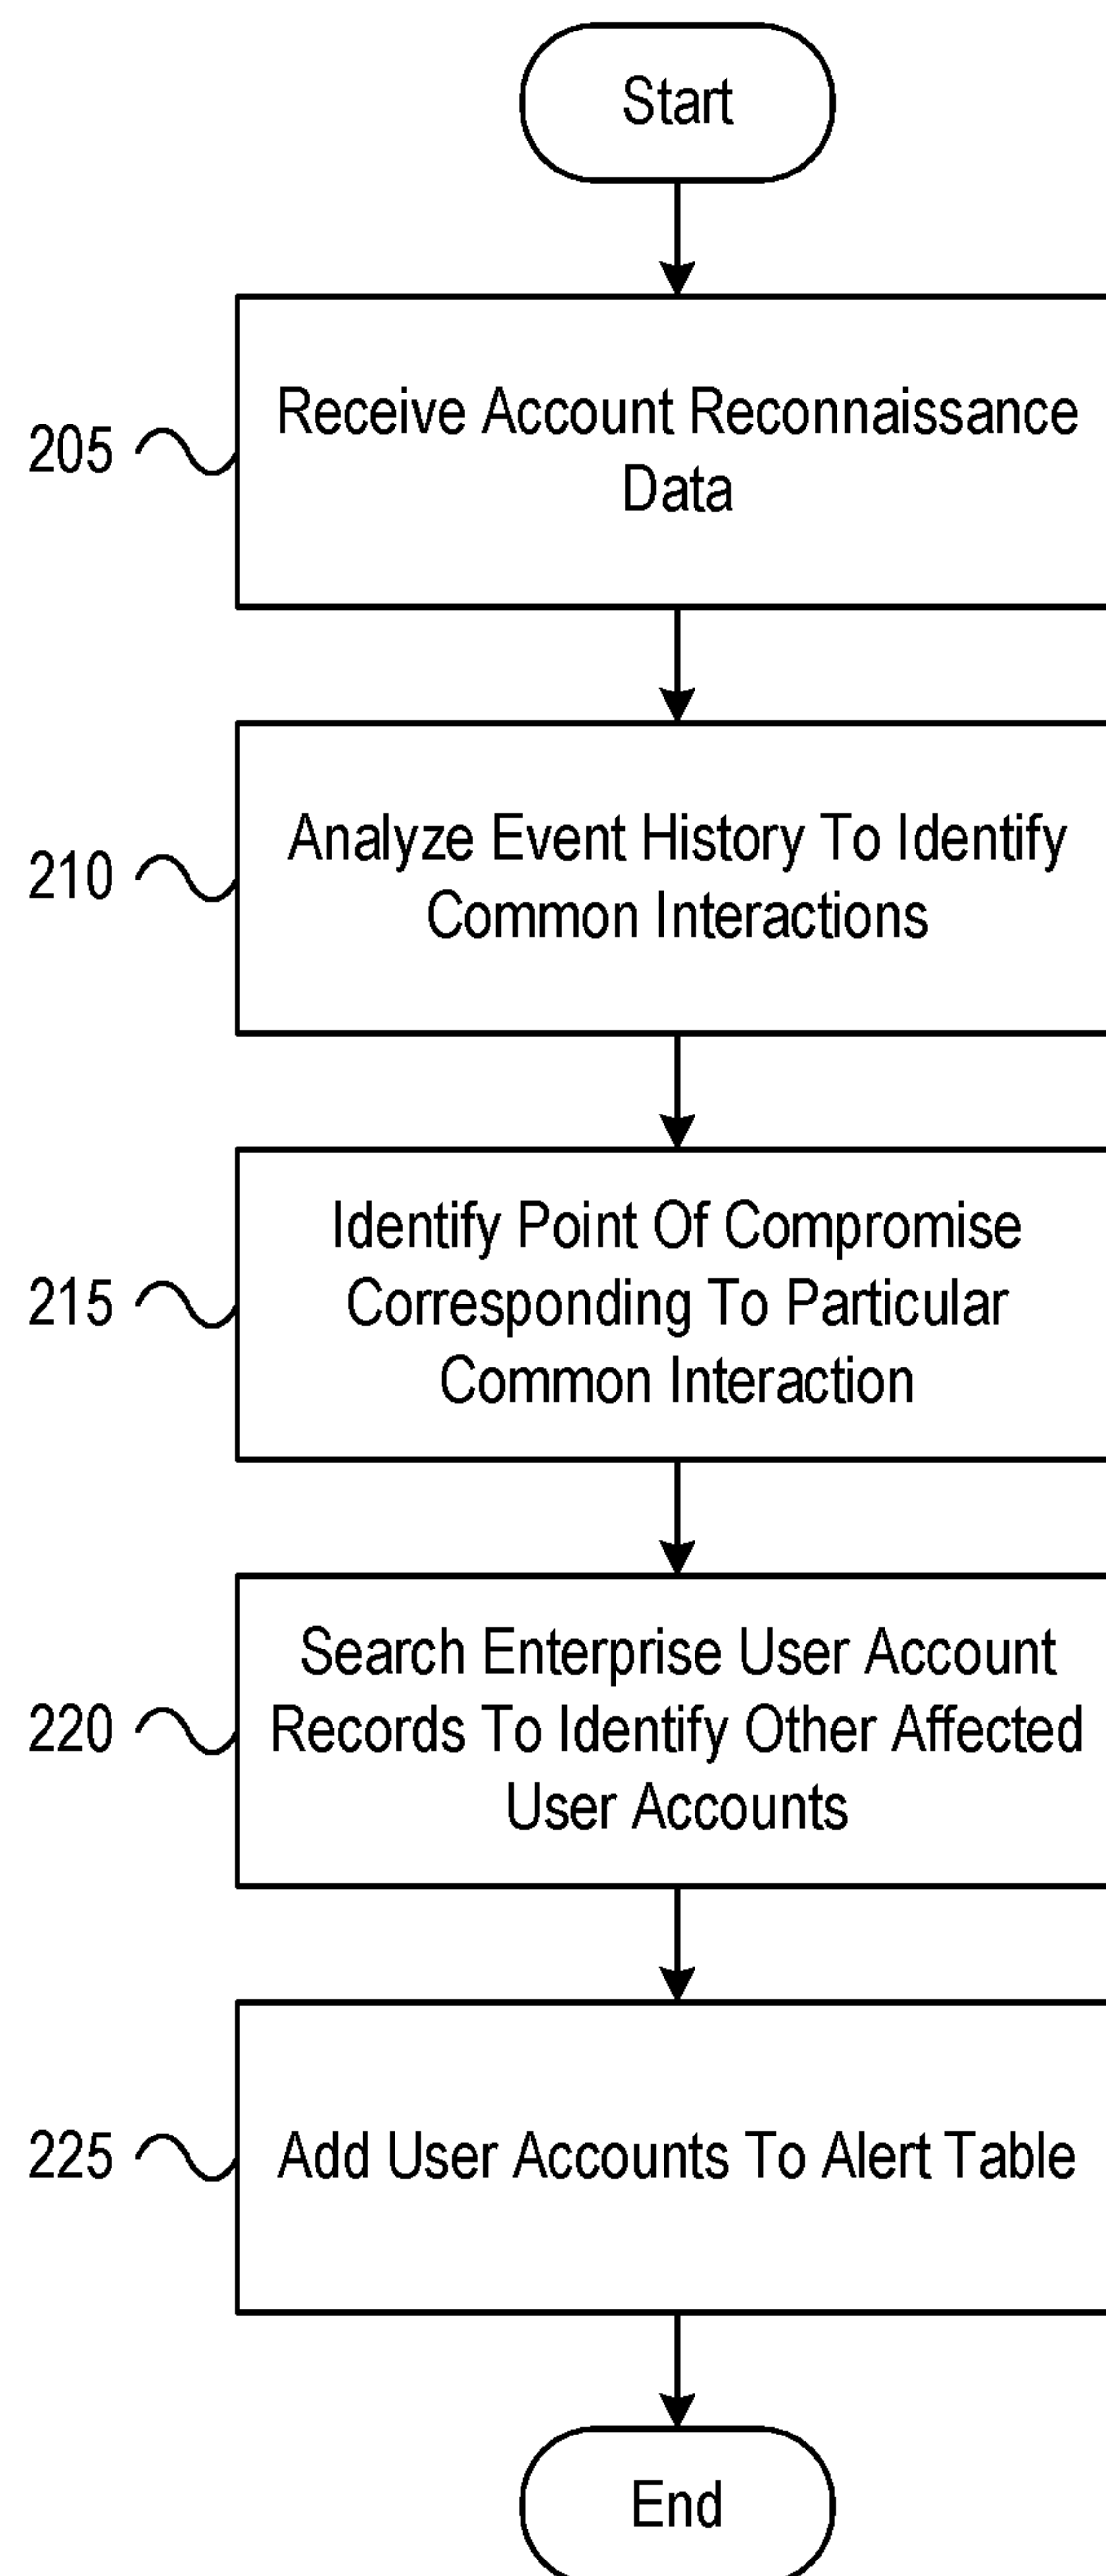 Start
Receive Account Reconnaissance
Data
205
Analyze Event History To Identify
Common Interactions
210
Identify Point Of Compromise
Corresponding To Particular
Common Interaction
215
Search Enterprise User Account
Records To Identify Other Affected
User Accounts
220
Add User Accounts To Alert Table
225
End